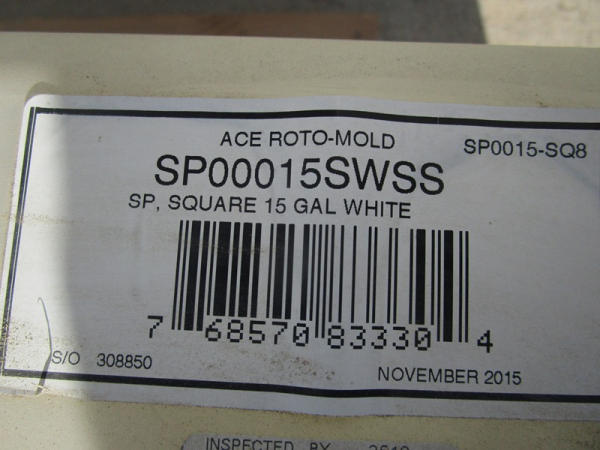 ACE ROTO-MOLD
SP0015-SQ8
SP00015SWSS
SP, SQUARE 15 GAL WHITE
7 68570 83330 4
S/O 308850
NOVEMBER 2015
INSPECTED BY